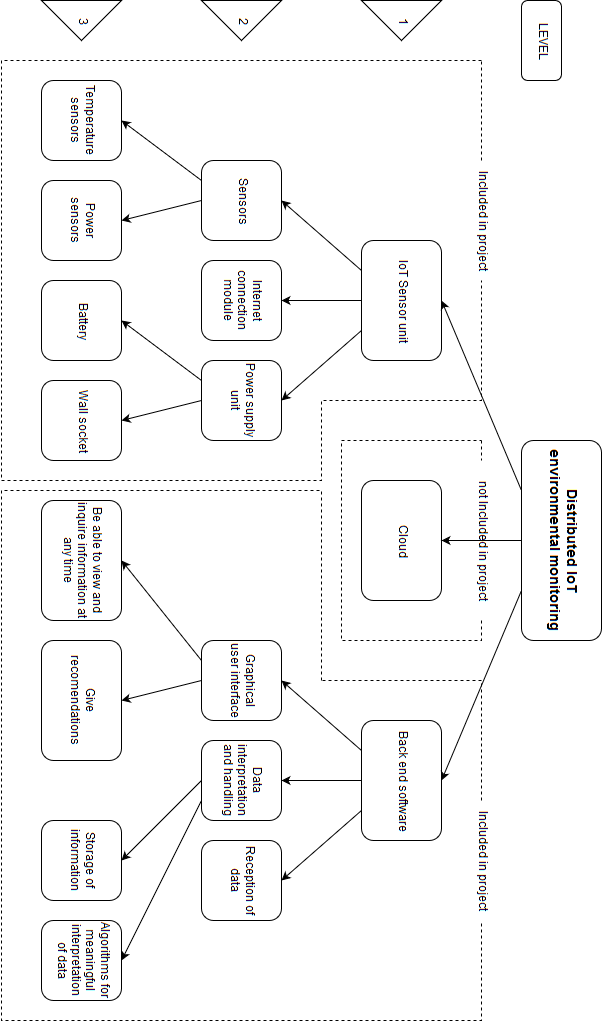 LEVEL
Distributed IoT
environmental monitoring
1
Included in project
not Included in project
Included in project
IoT Sensor unit
Cloud
Back end software
2
Sensors
Internet
connection
module
Power supply
unit
Graphical
user interface
Data
interpretation
and handling
Reception of
data
3
Temperature
sensors
Power
sensors
Battery
Wall socket
Be able to view and
inquire information at
any time
Give
recomendations
Storage of
information
Algorithms for
meaningful
interpretation
of data